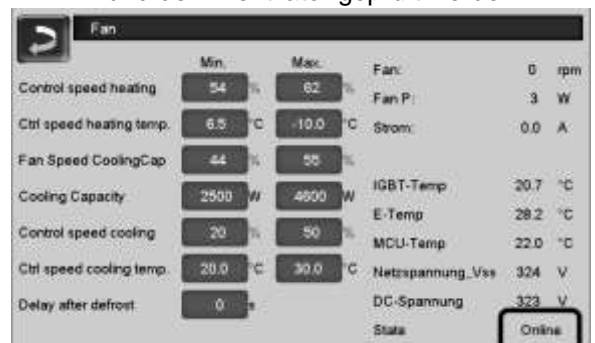 Fan
Min. Max.
Control speed heating 54 % 62 %
Ctrl speed heating temp. 6.5 °C -10.0 °C
Fan Speed CoolingCap 44 % 55 %
Cooling Capacity 2500 W 4600 W
Control speed cooling 20 % 50 %
Ctrl speed cooling temp. 20.0 °C 30.0 °C
Delay after defrost 0 s
Fan: 0 rpm
Fan P: 3 W
Strom: 0.0 A
IGBT-Temp 20.7 °C
E-Temp 28.2 °C
MCU-Temp 22.0 °C
Netzspannung_Vss 324 V
DC-Spannung 323 V
State Online